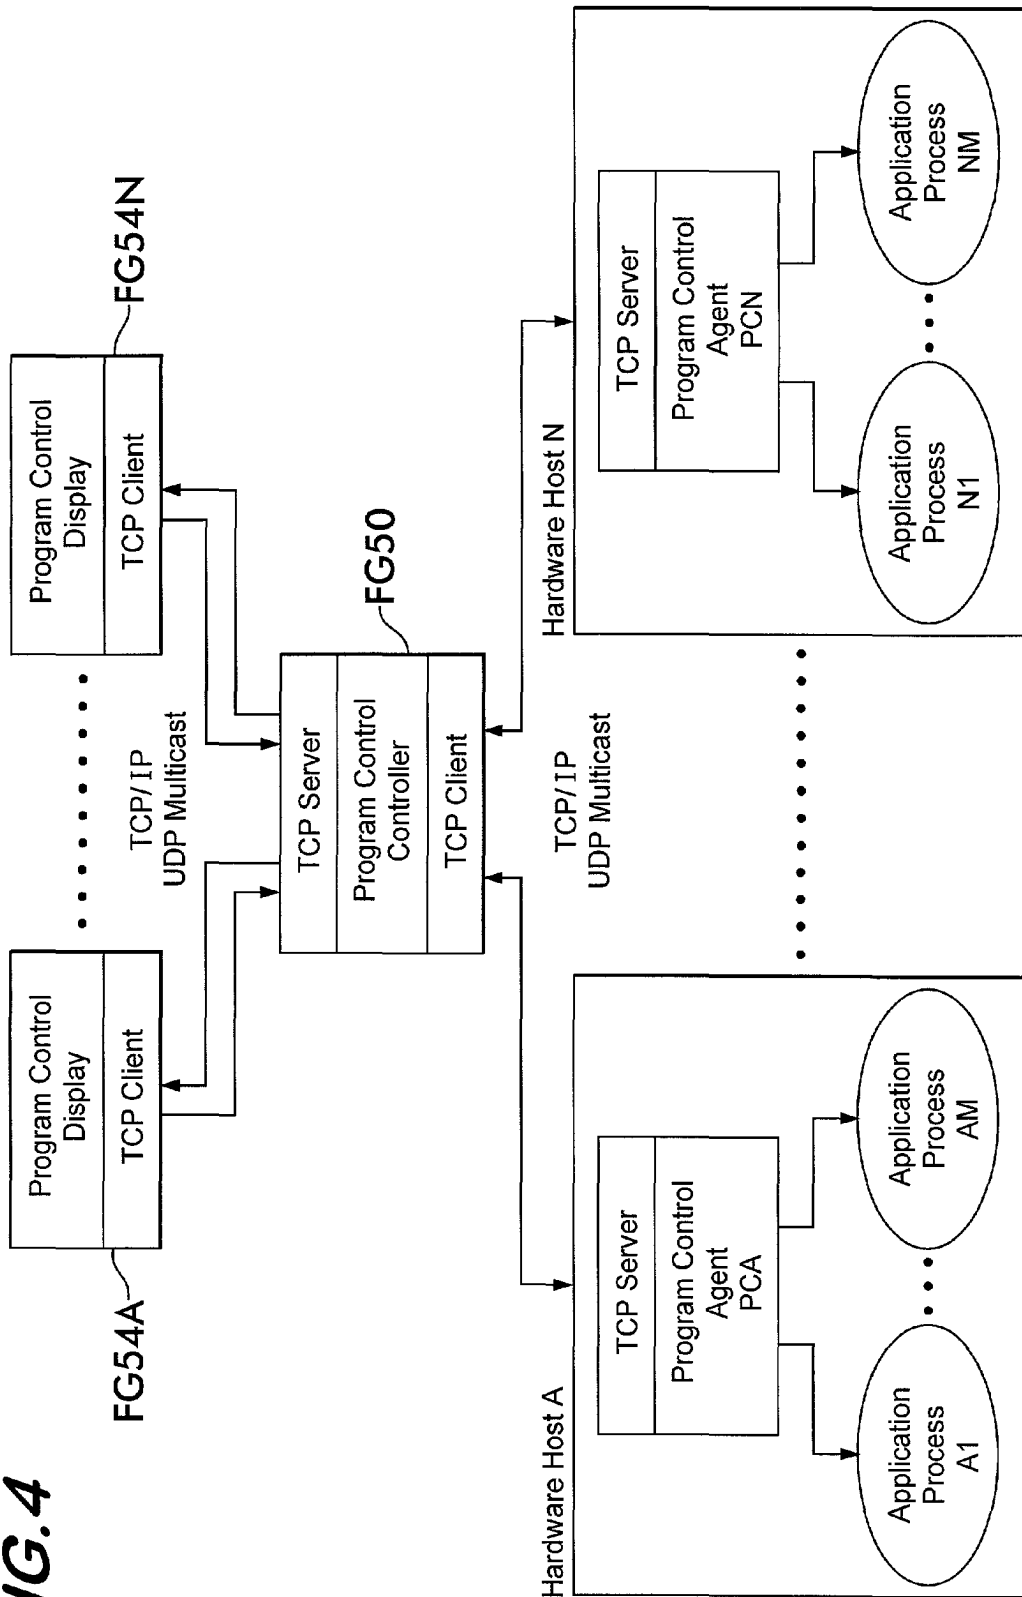 IG.4
FG54A
Program Control
Display
TCP Client
Program Control
Display
TCP Client
FG54N
TCP/IP
UDP Multicast
TCP Server
Program Control
Controller
TCP Client
FG50
TCP/IP
UDP Multicast
Hardware Host A
TCP Server
Program Control
Agent
PCA
Application
Process
A1
Application
Process
AM
Hardware Host N
TCP Server
Program Control
Agent
PCN
Application
Process
N1
Application
Process
NM